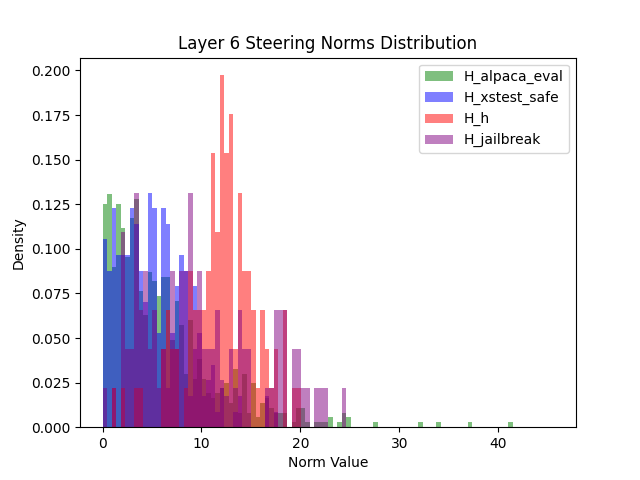 Layer 6 Steering Norms Distribution
H_alpaca_eval
H_xstest_safe
H_h
H_jailbreak
0.200
0.175
0.150
0.125
0.100
0.075
0.050
0.025
0.000
Density
0 10 20 30 40
Norm Value